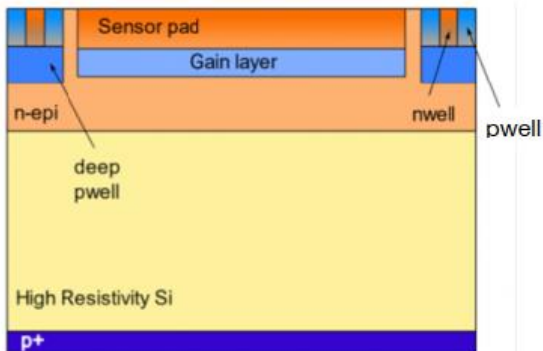 Sensor pad
Gain layer
n-epi
nwell
pwell
deep
pwell
High Resistivity Si
p+